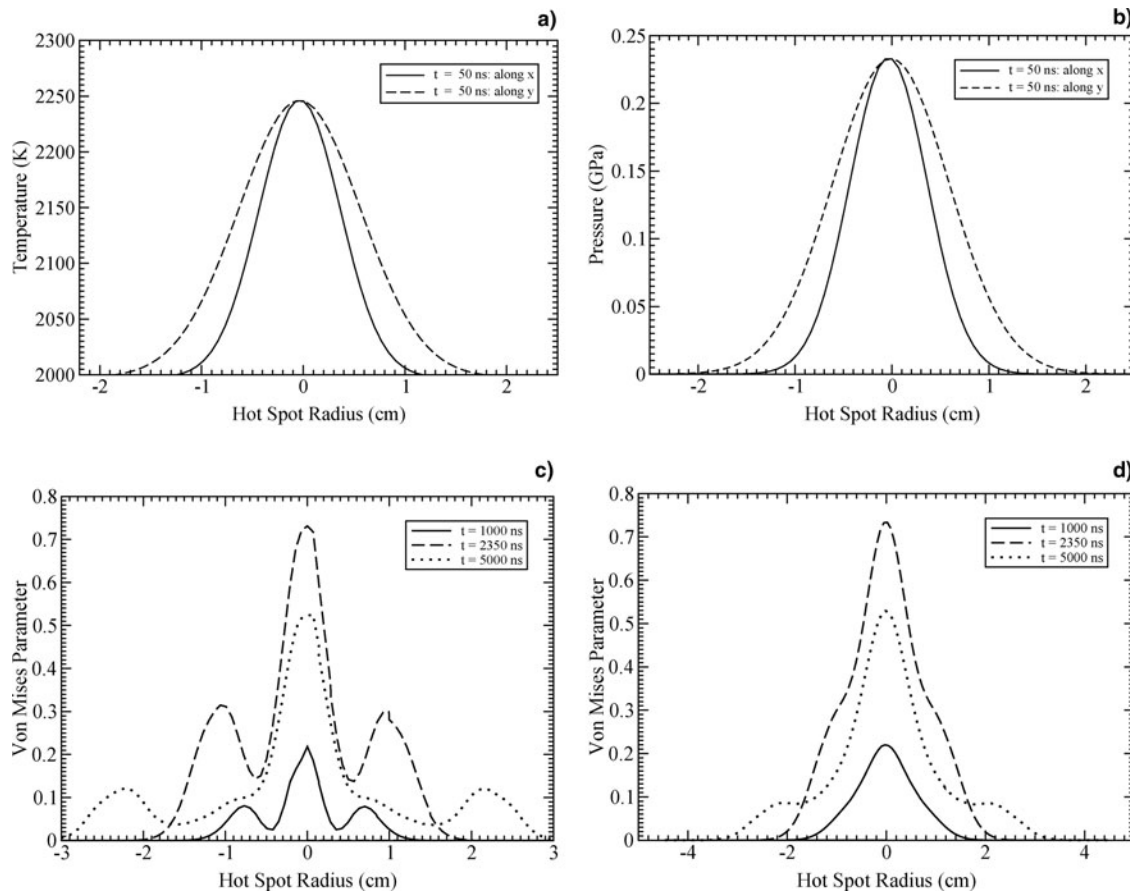 a)
2300
2250
2200
2150
2100
2050
2000
Temperature (K)
t = 50 ns: along x
t = 50 ns: along y
-2 -1 0 1 2
Hot Spot Radius (cm)
b)
0.25
0.2
0.15
0.1
0.05
0
Pressure (GPa)
t = 50 ns: along x
t = 50 ns: along y
-2 -1 0 1 2
Hot Spot Radius (cm)
c)
0.8
0.7
0.6
0.5
0.4
0.3
0.2
0.1
0
Von Mises Parameter
t = 1000 ns
t = 2350 ns
t = 5000 ns
-3 -2 -1 0 1 2 3
Hot Spot Radius (cm)
d)
0.8
0.7
0.6
0.5
0.4
0.3
0.2
0.1
0
Von Mises Parameter
t = 1000 ns
t = 2350 ns
t = 5000 ns
-4 -2 0 2 4
Hot Spot Radius (cm)